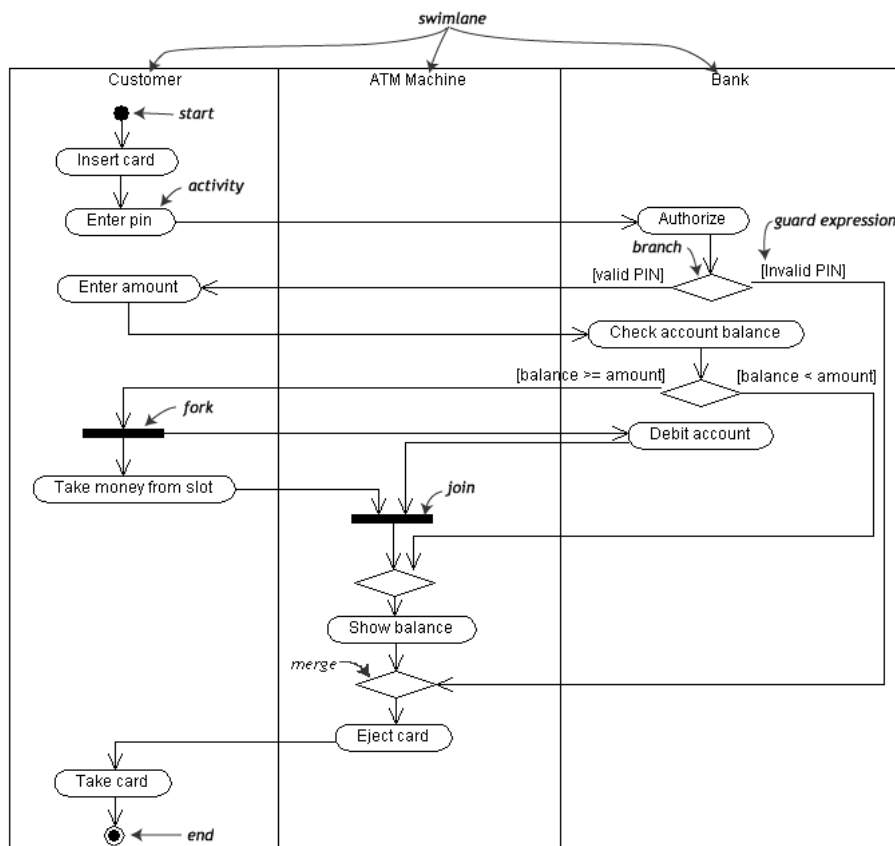 swimlane
Customer
ATM Machine
Bank
start
Insert card
activity
Enter pin
Authorize
guard expression
branch
[valid PIN]
[Invalid PIN]
Enter amount
Check account balance
[balance >= amount]
[balance < amount]
fork
Debit account
Take money from slot
join
Show balance
merge
Eject card
Take card
end